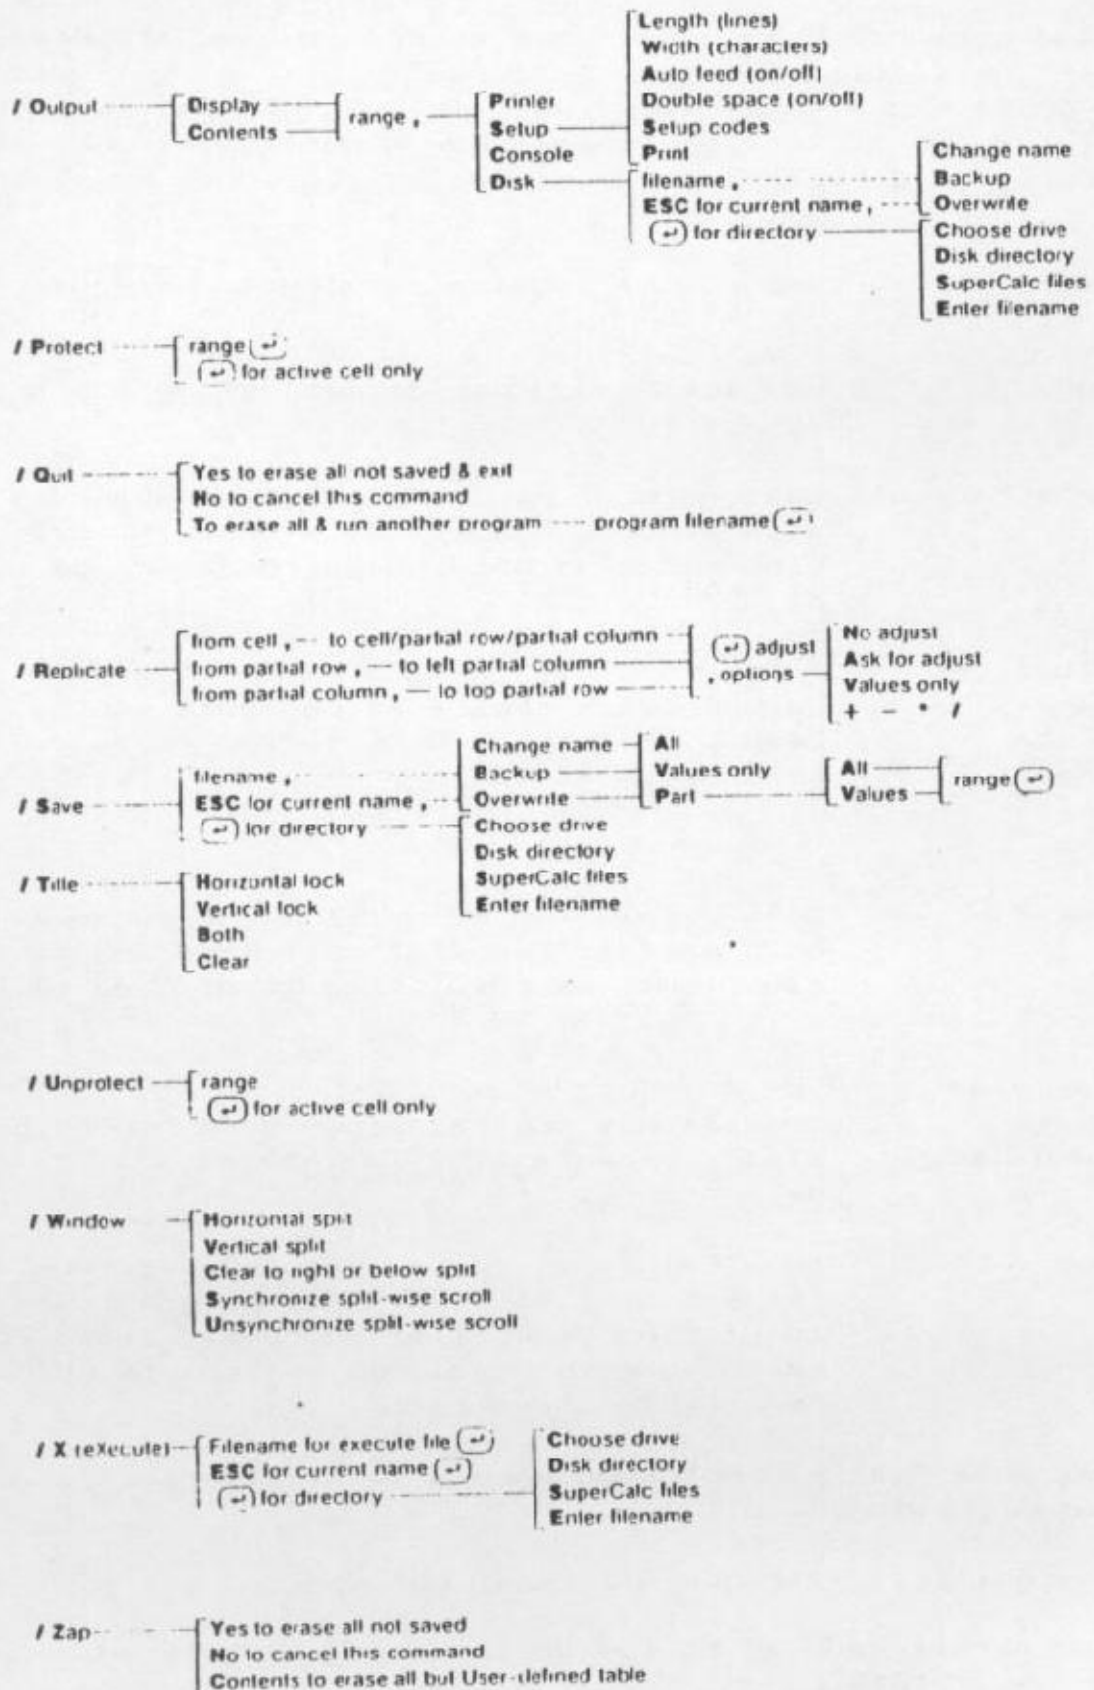 / Output
Display
Contents
range ,
Printer
Setup
Console
Disk
Length (lines)
Width (characters)
Auto feed (on/off)
Double space (on/off)
Setup codes
Print
filename ,
ESC for current name ,
(↵) for directory
Change name
Backup
Overwrite
Choose drive
Disk directory
SuperCalc files
Enter filename
/ Protect
range (↵)
(↵) for active cell only
/ Quit
Yes to erase all not saved & exit
No to cancel this command
To erase all & run another program
program filename (↵)
/ Replicate
from cell , to cell/partial row/partial column
from partial row , to left partial column
from partial column, to top partial row
(↵) adjust
, options
No adjust
Ask for adjust
Values only
+ - * /
/ Save
filename ,
ESC for current name ,
(↵) for directory
Change name
Backup
Overwrite
All
Values only
Part
All
Values
range (↵)
Choose drive
Disk directory
SuperCalc files
Enter filename
/ Title
Horizontal lock
Vertical lock
Both
Clear
/ Unprotect
range
(↵) for active cell only
/ Window
Horizontal split
Vertical split
Clear to right or below split
Synchronize split-wise scroll
Unsynchronize split-wise scroll
/ X (eXecute)
Filename for execute file (↵)
ESC for current name (↵)
(↵) for directory
Choose drive
Disk directory
SuperCalc files
Enter filename
/ Zap
Yes to erase all not saved
No to cancel this command
Contents to erase all but User-defined table